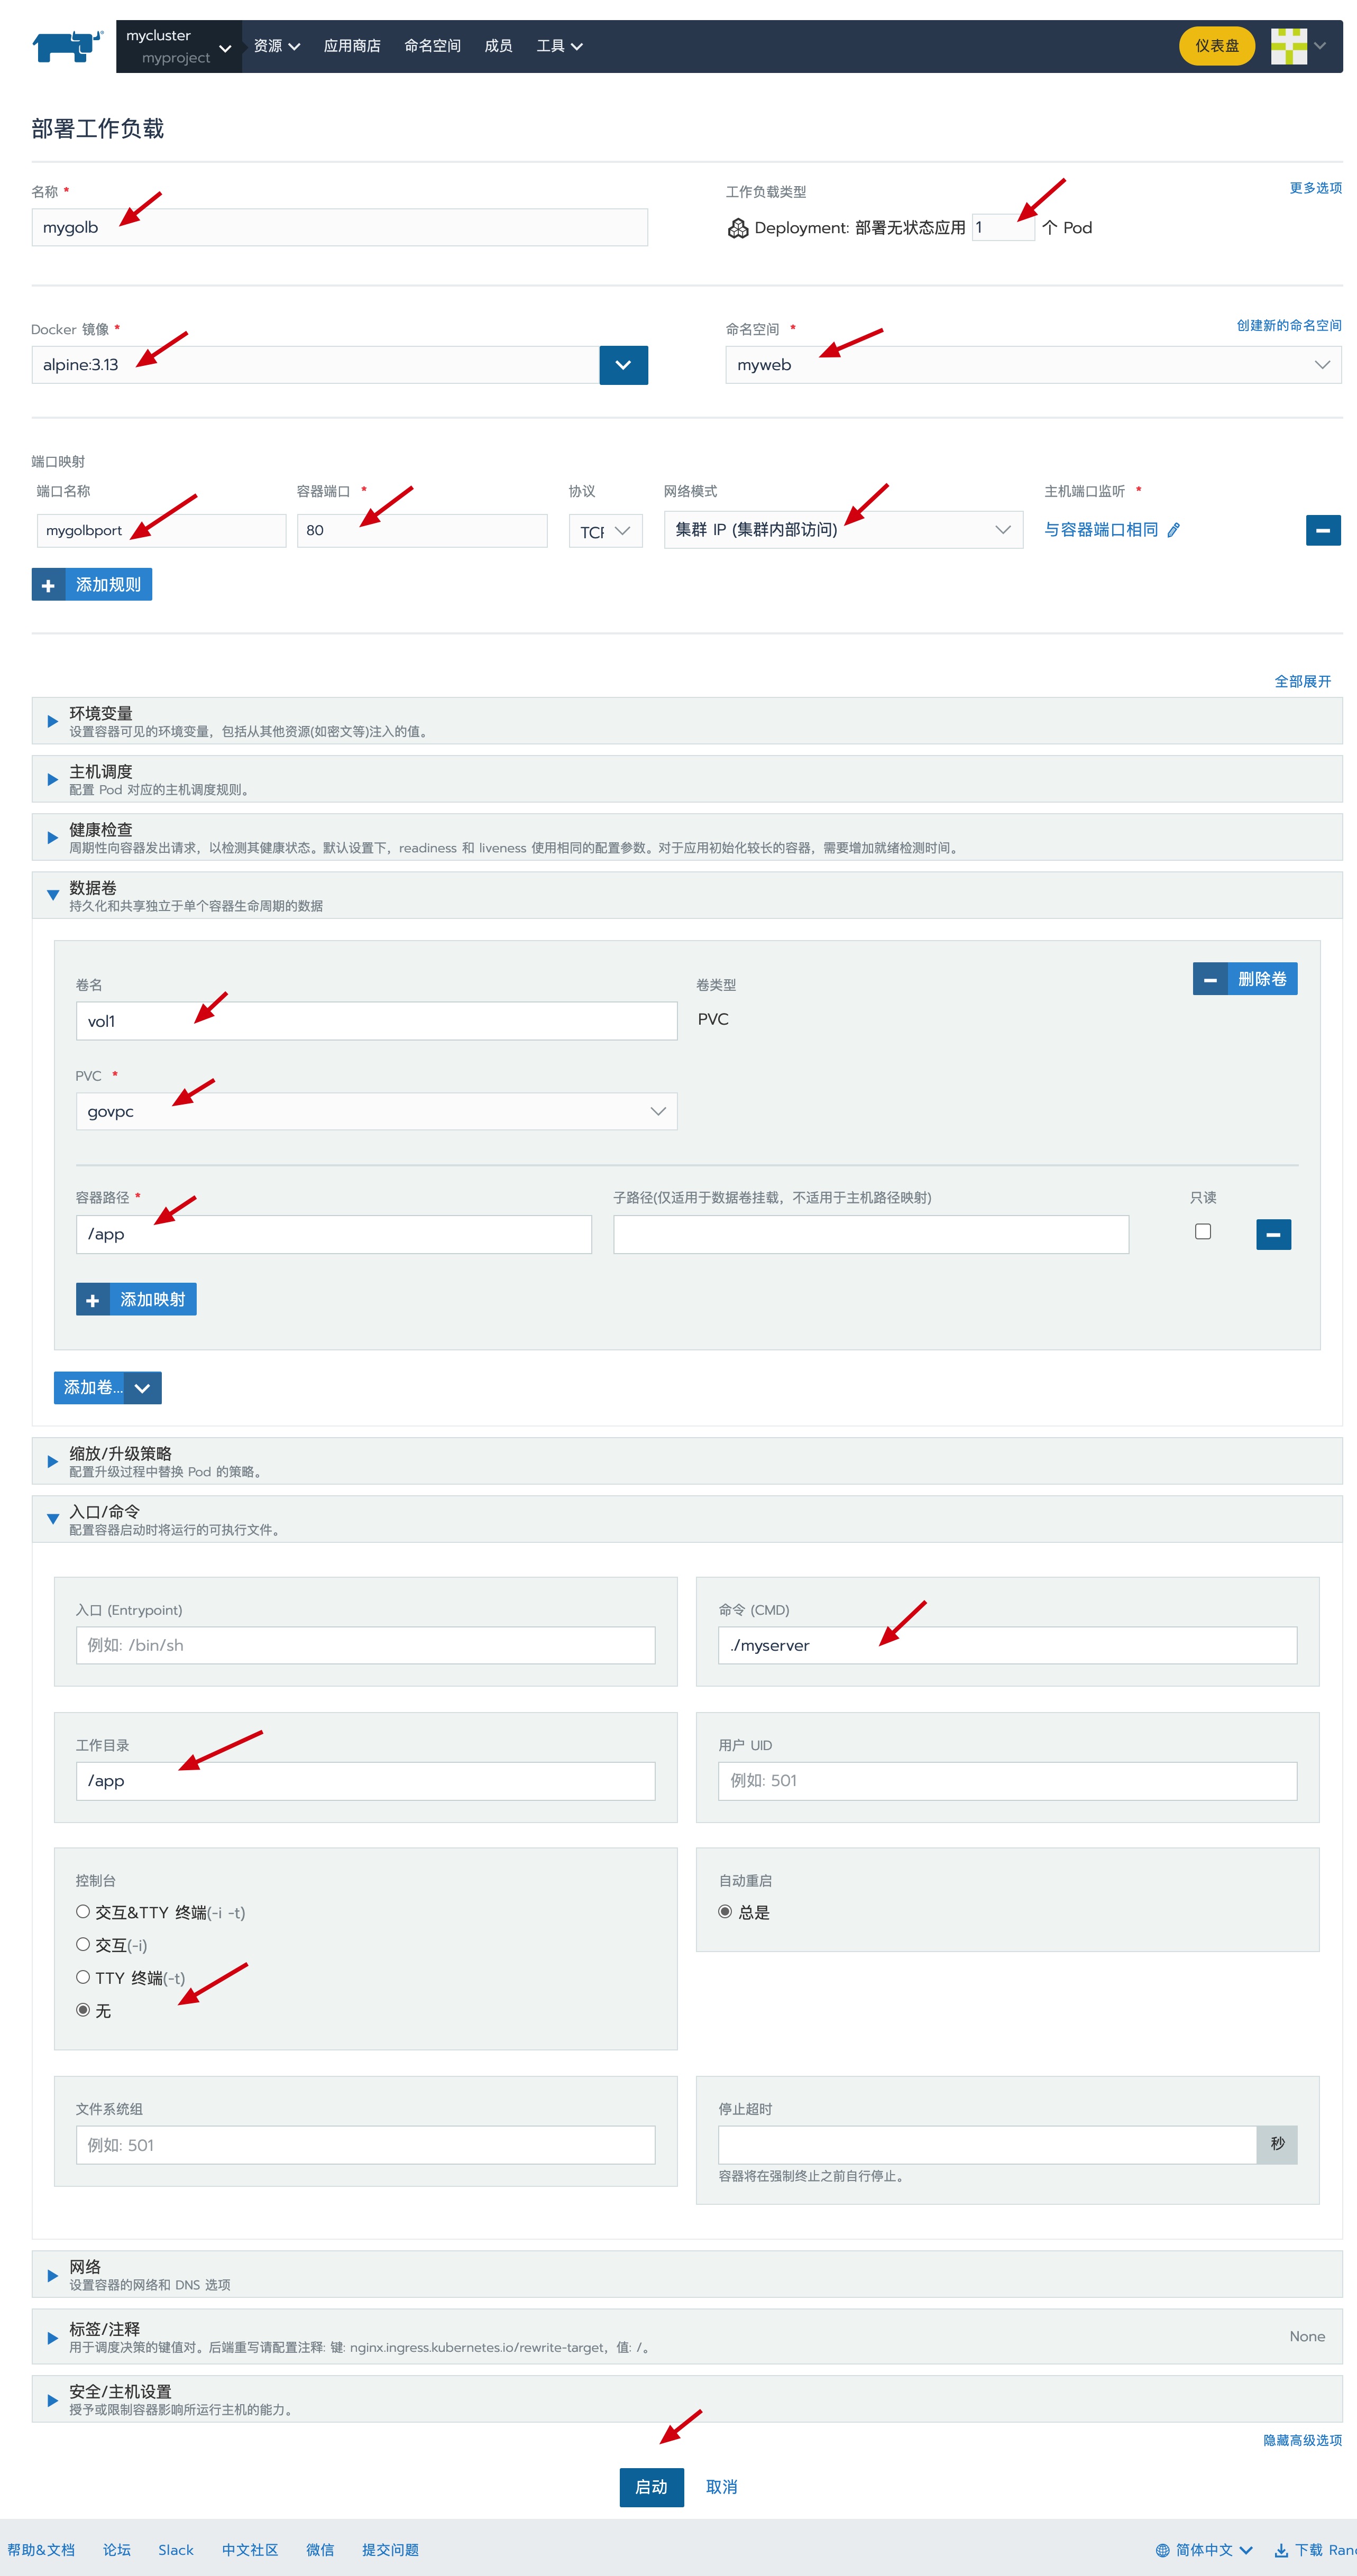 mycluster
myproject
资源 应用商店 命名空间 成员 工具
仪表盘
部署工作负载
名称 *
mygolb
工作负载类型
更多选项
Deployment: 部署无状态应用 1 个 Pod
Docker 镜像 *
alpine:3.13
命名空间 *
创建新的命名空间
myweb
端口映射
端口名称 容器端口 * 协议 网络模式 主机端口监听 *
mygolbport 80 TCP 集群 IP (集群内部访问) 与容器端口相同
添加规则
全部展开
环境变量
设置容器可见的环境变量，包括从其他资源(如密文等)注入的值。
主机调度
配置 Pod 对应的主机调度规则。
健康检查
周期性向容器发出请求，以检测其健康状态。默认设置下，readiness 和 liveness 使用相同的配置参数。对于应用初始化较长的容器，需要增加就绪检测时间。
数据卷
持久化和共享独立于单个容器生命周期的数据
卷名
vol1
卷类型
PVC
删除卷
PVC *
govpc
容器路径 * 子路径(仅适用于数据卷挂载，不适用于主机路径映射) 只读
/app
添加映射
添加卷...
缩放/升级策略
配置升级过程中替换 Pod 的策略。
入口/命令
配置容器启动时将运行的可执行文件。
入口 (Entrypoint)
例如: /bin/sh
命令 (CMD)
./myserver
工作目录
/app
用户 UID
例如: 501
控制台
交互&TTY 终端(-i -t)
交互(-i)
TTY 终端(-t)
无
自动重启
总是
文件系统组
例如: 501
停止超时
秒
容器将在强制终止之前自行停止。
网络
设置容器的网络和 DNS 选项
标签/注释
用于调度决策的键值对。后端重写请配置注释: 键: nginx.ingress.kubernetes.io/rewrite-target，值: /。
None
安全/主机设置
授予或限制容器影响所运行主机的能力。
隐藏高级选项
启动 取消
帮助&文档 论坛 Slack 中文社区 微信 提交问题 简体中文 下载 Ranc